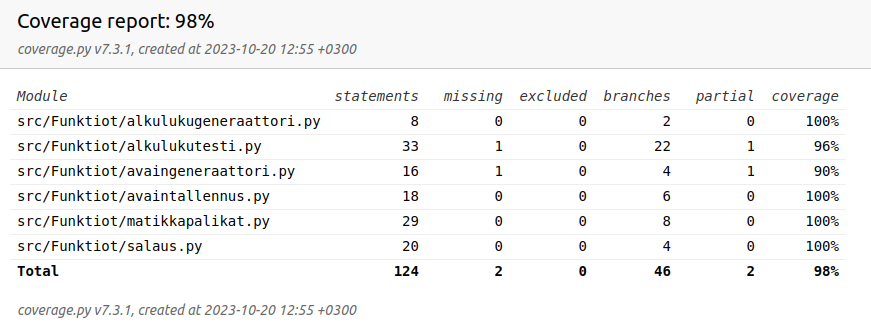 Coverage report: 98%
coverage.py v7.3.1, created at 2023-10-20 12:55 +0300
Module statements missing excluded branches partial coverage
src/Funktiot/alkulukugeneraattori.py 8 0 0 2 0 100%
src/Funktiot/alkulukutesti.py 33 1 0 22 1 96%
src/Funktiot/avaingeneraattori.py 16 1 0 4 1 90%
src/Funktiot/avaintallennus.py 18 0 0 6 0 100%
src/Funktiot/matikkapalikat.py 29 0 0 8 0 100%
src/Funktiot/salaus.py 20 0 0 4 0 100%
Total 124 2 0 46 2 98%
coverage.py v7.3.1, created at 2023-10-20 12:55 +0300